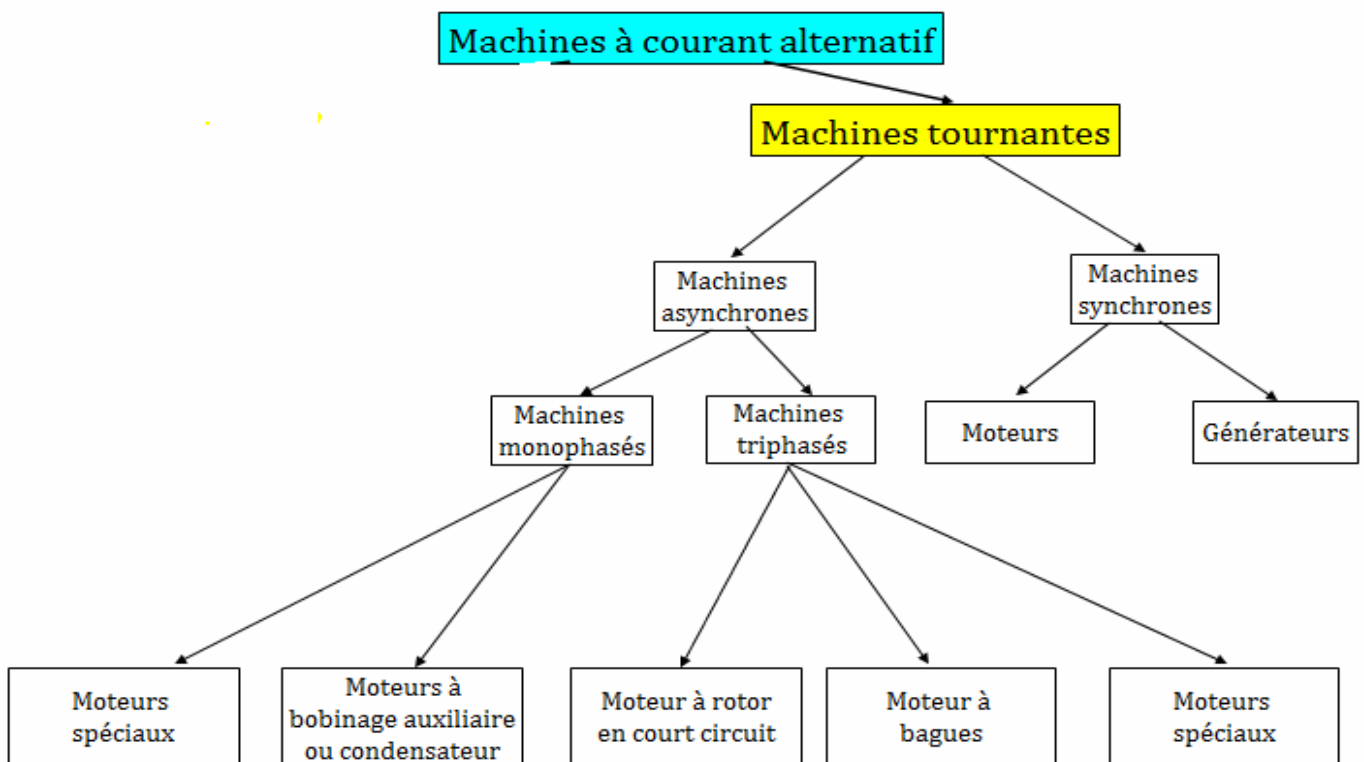 Machines à courant alternatif
Machines tournantes
Machines
asynchrones
Machines
synchrones
Machines
monophasés
Machines
triphasés
Moteurs
Générateurs
Moteurs
spéciaux
Moteurs à
bobinage auxiliaire
ou condensateur
Moteur à rotor
en court circuit
Moteur à
bagues
Moteurs
spéciaux